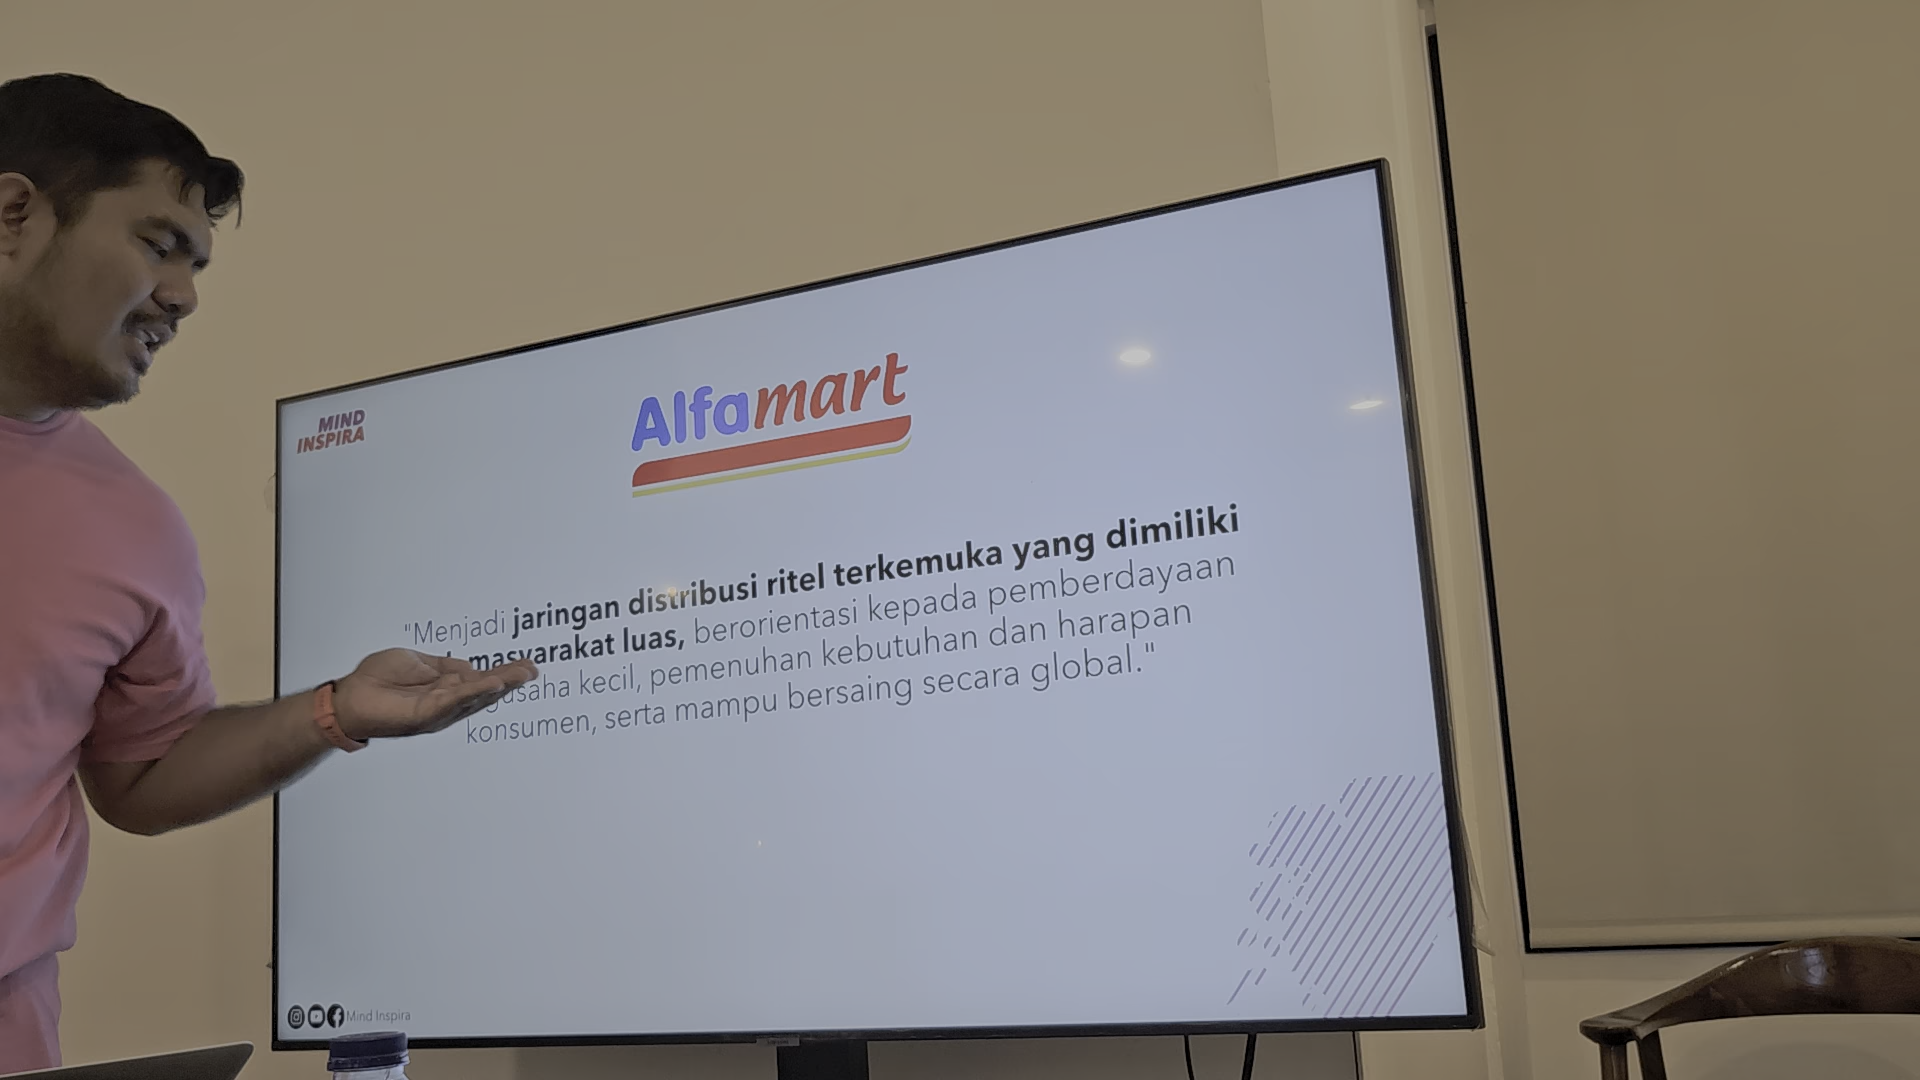 MIND
INSPIRA
Alfamart
"Menjadi jaringan distribusi ritel terkemuka yang dimiliki
masyarakat luas, berorientasi kepada pemberdayaan
kecil, pemenuhan kebutuhan dan harapan
konsumen, serta mampu bersaing secara global."
Mind Inspira